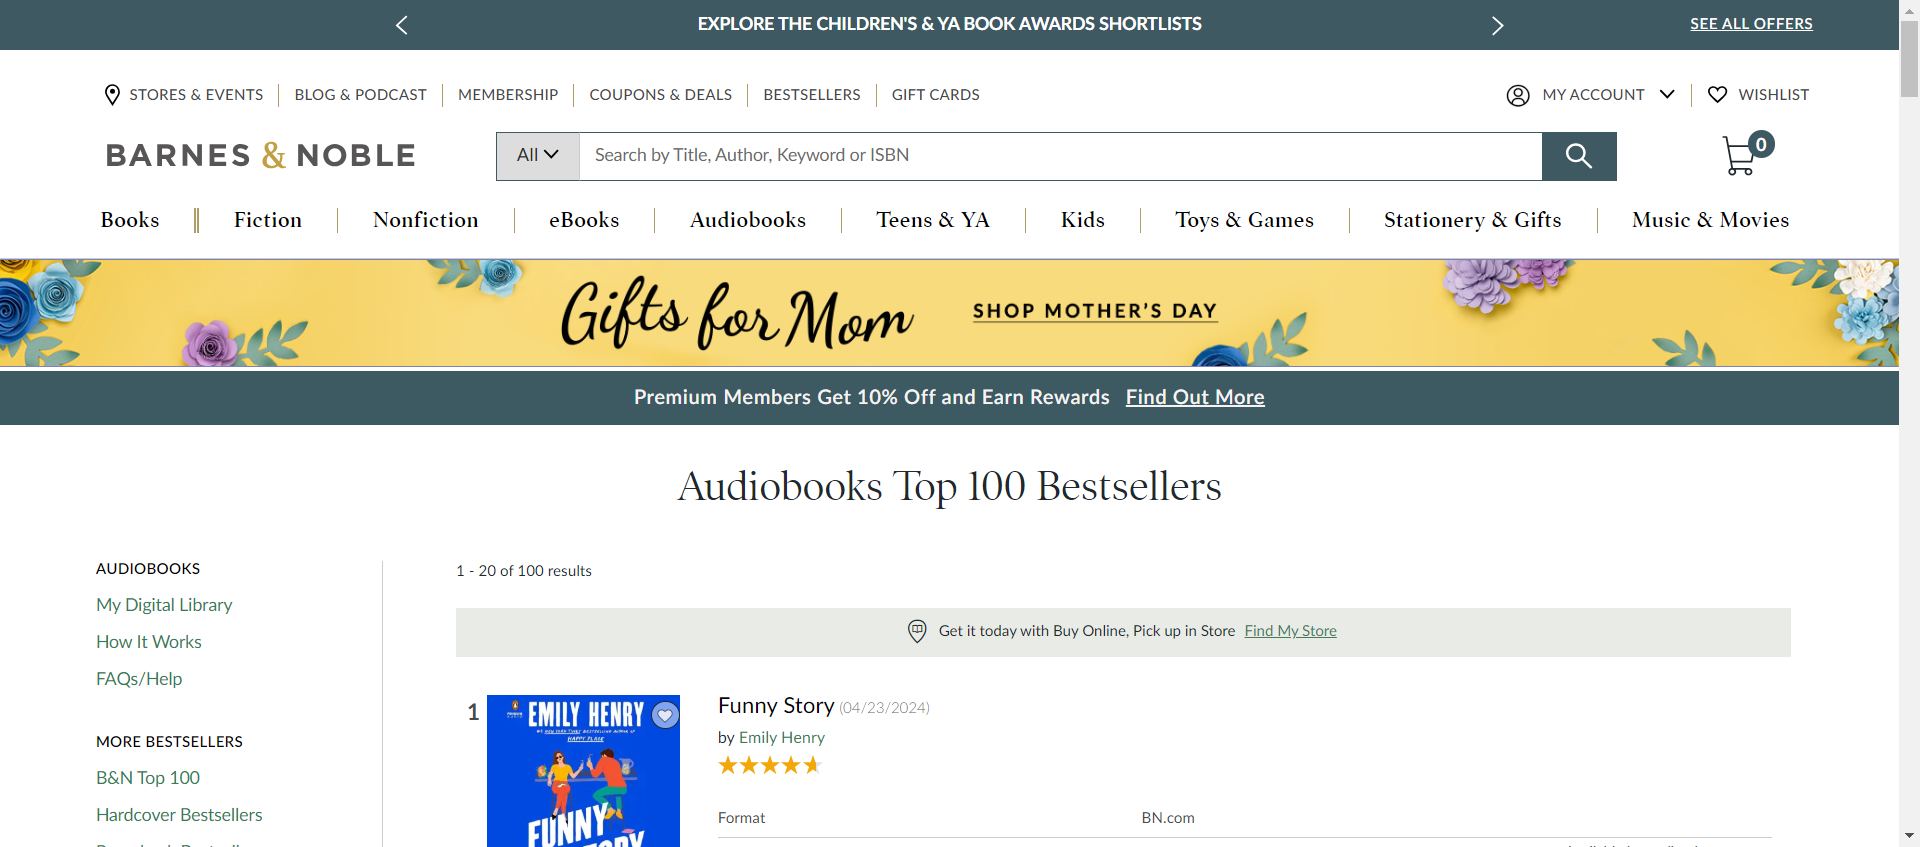 EXPLORE THE CHILDREN'S & YA BOOK AWARDS SHORTLISTS
SEE ALL OFFERS
STORES & EVENTS
BLOG & PODCAST
MEMBERSHIP
COUPONS & DEALS
BESTSELLERS
GIFT CARDS
MY ACCOUNT
WISHLIST
BARNES & NOBLE
All
Search by Title, Author, Keyword or ISBN
0
Books
Fiction
Nonfiction
eBooks
Audiobooks
Teens & YA
Kids
Toys & Games
Stationery & Gifts
Music & Movies
Gifts for Mom
SHOP MOTHER'S DAY
Premium Members Get 10% Off and Earn Rewards Find Out More
Audiobooks Top 100 Bestsellers
AUDIOBOOKS
My Digital Library
How It Works
FAQs/Help
MORE BESTSELLERS
B&N Top 100
Hardcover Bestsellers
1 - 20 of 100 results
Get it today with Buy Online, Pick up in Store Find My Store
1
EMILY HENRY
HAPPY PLACE
FUNNY
Funny Story (04/23/2024)
by Emily Henry
Format
BN.com